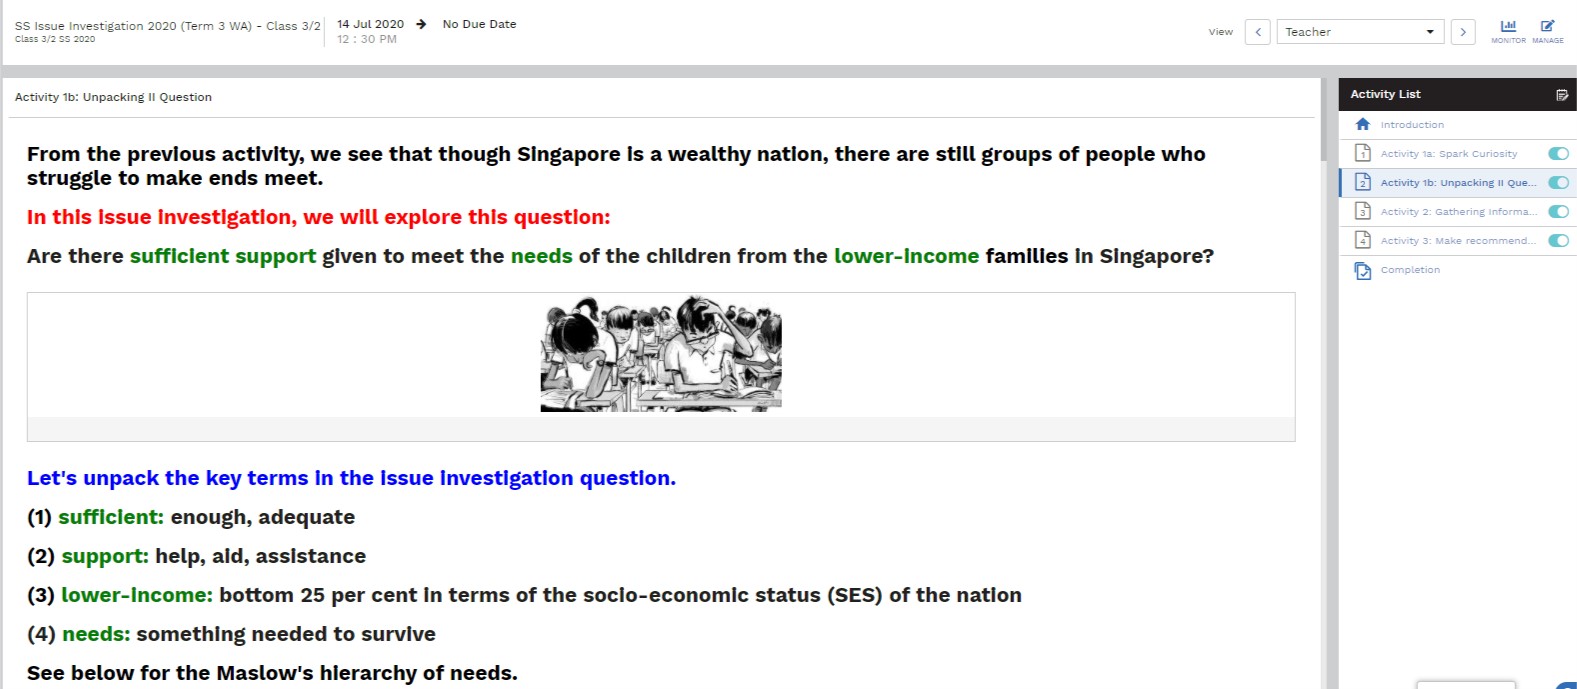 SS Issue Investigation 2020 (Term 3 WA) - Class 3/2
Class 3/2 SS 2020
14 Jul 2020 → No Due Date
12 : 30 PM
View
Teacher
MONITOR
MANAGE
Activity 1b: Unpacking II Question
From the previous activity, we see that though Singapore is a wealthy nation, there are still groups of people who
struggle to make ends meet.
In this issue investigation, we will explore this question:
Are there sufficient support given to meet the needs of the children from the lower-income families in Singapore?
Let's unpack the key terms in the issue investigation question.
(1) sufficient: enough, adequate
(2) support: help, aid, assistance
(3) lower-income: bottom 25 per cent in terms of the socio-economic status (SES) of the nation
(4) needs: something needed to survive
See below for the Maslow's hierarchy of needs.
Activity List
Introduction
1 Activity 1a: Spark Curiosity
2 Activity 1b: Unpacking II Que...
3 Activity 2: Gathering Informa...
4 Activity 3: Make recommend...
Completion